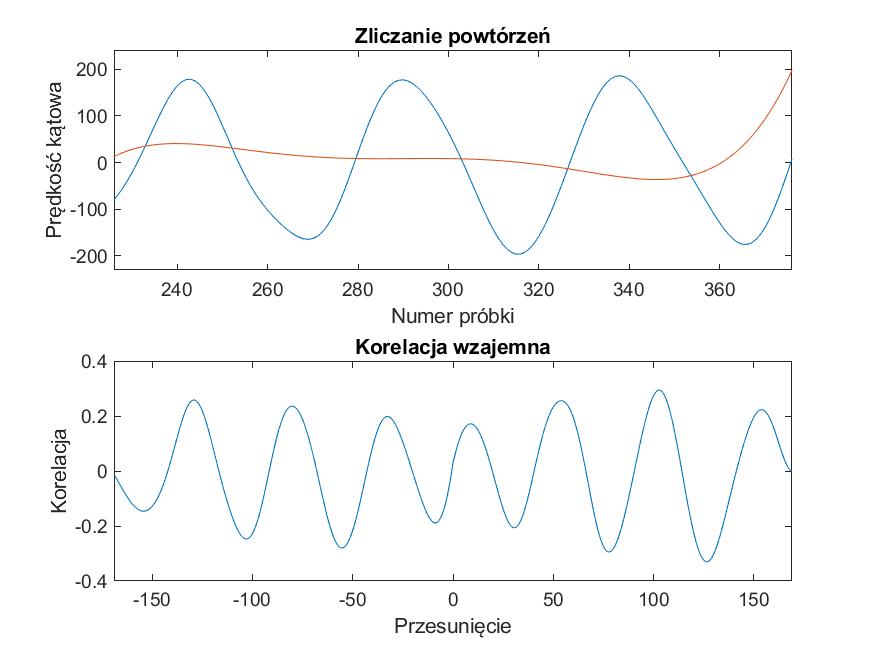 Zliczanie powtórzeń
Prędkość kątowa
200
100
0
-100
-200
240 260 280 300 320 340 360
Numer próbki
Korelacja wzajemna
Korelacja
0.4
0.2
0
-0.2
-0.4
-150 -100 -50 0 50 100 150
Przesunięcie